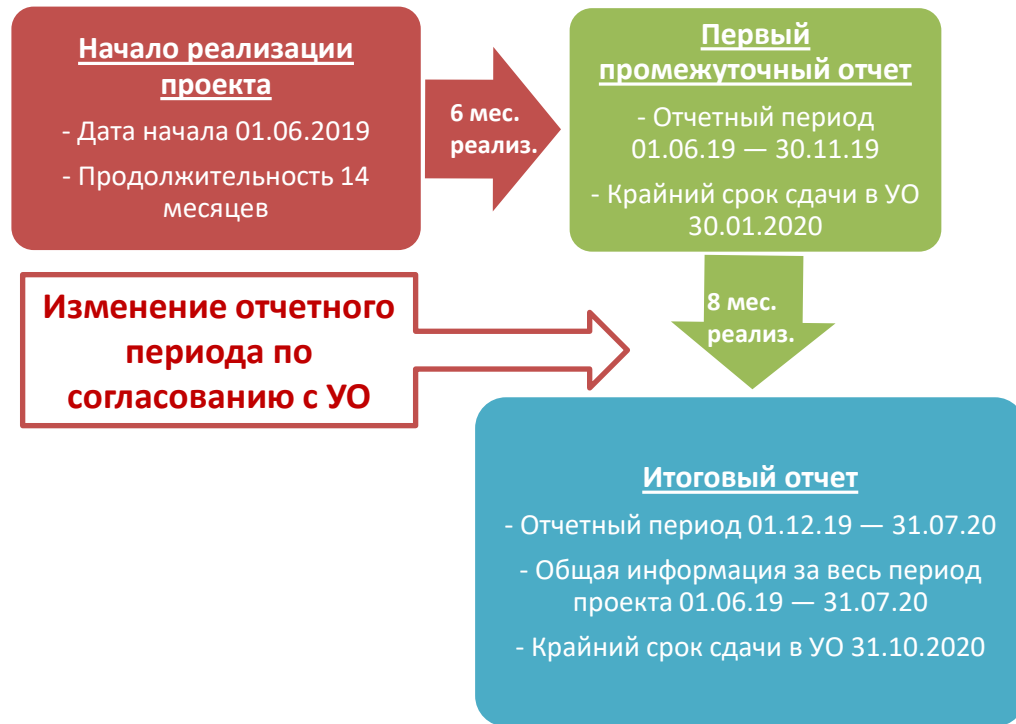 Начало реализации
проекта
- Дата начала 01.06.2019
- Продолжительность 14
месяцев
6 мес.
реализ.
Первый
промежуточный отчет
- Отчетный период
01.06.19 — 30.11.19
- Крайний срок сдачи в УО
30.01.2020
Изменение отчетного
периода по
согласованию с УО
8 мес.
реализ.
Итоговый отчет
- Отчетный период 01.12.19 — 31.07.20
- Общая информация за весь период
проекта 01.06.19 — 31.07.20
- Крайний срок сдачи в УО 31.10.2020